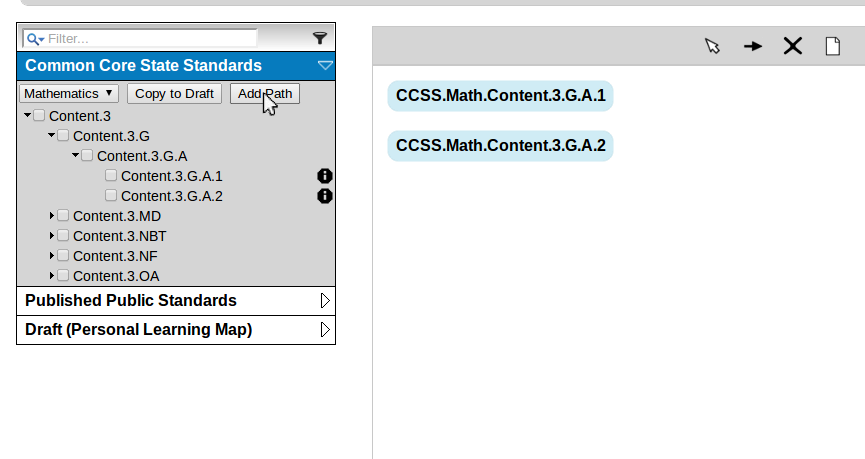 Filter...
Common Core State Standards
Mathematics
Copy to Draft
Add Path
Content.3
Content.3.G
Content.3.G.A
Content.3.G.A.1
Content.3.G.A.2
Content.3.MD
Content.3.NBT
Content.3.NF
Content.3.OA
Published Public Standards
Draft (Personal Learning Map)
CCSS.Math.Content.3.G.A.1
CCSS.Math.Content.3.G.A.2